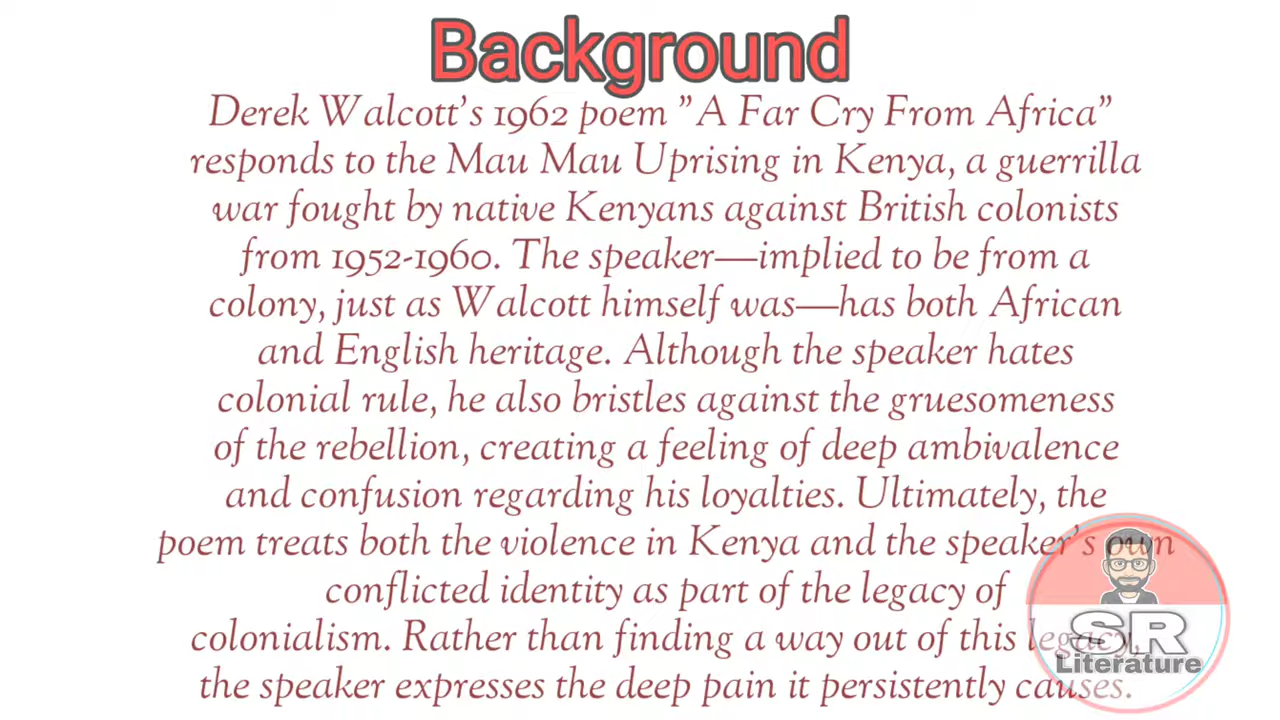 Background
Derek Walcott's 1962 poem "A Far Cry From Africa"
responds to the Mau Mau Uprising in Kenya, a guerrilla
war fought by native Kenyans against British colonists
from 1952-1960. The speaker—implied to be from a
colony, just as Walcott himself was—has both African
and English heritage. Although the speaker hates
colonial rule, he also bristles against the gruesomeness
of the rebellion, creating a feeling of deep ambivalence
and confusion regarding his loyalties. Ultimately, the
poem treats both the violence in Kenya and the speaker's own
conflicted identity as part of the legacy of
colonialism. Rather than finding a way out of this legacy,
the speaker expresses the deep pain it persistently causes.
SR
Literature